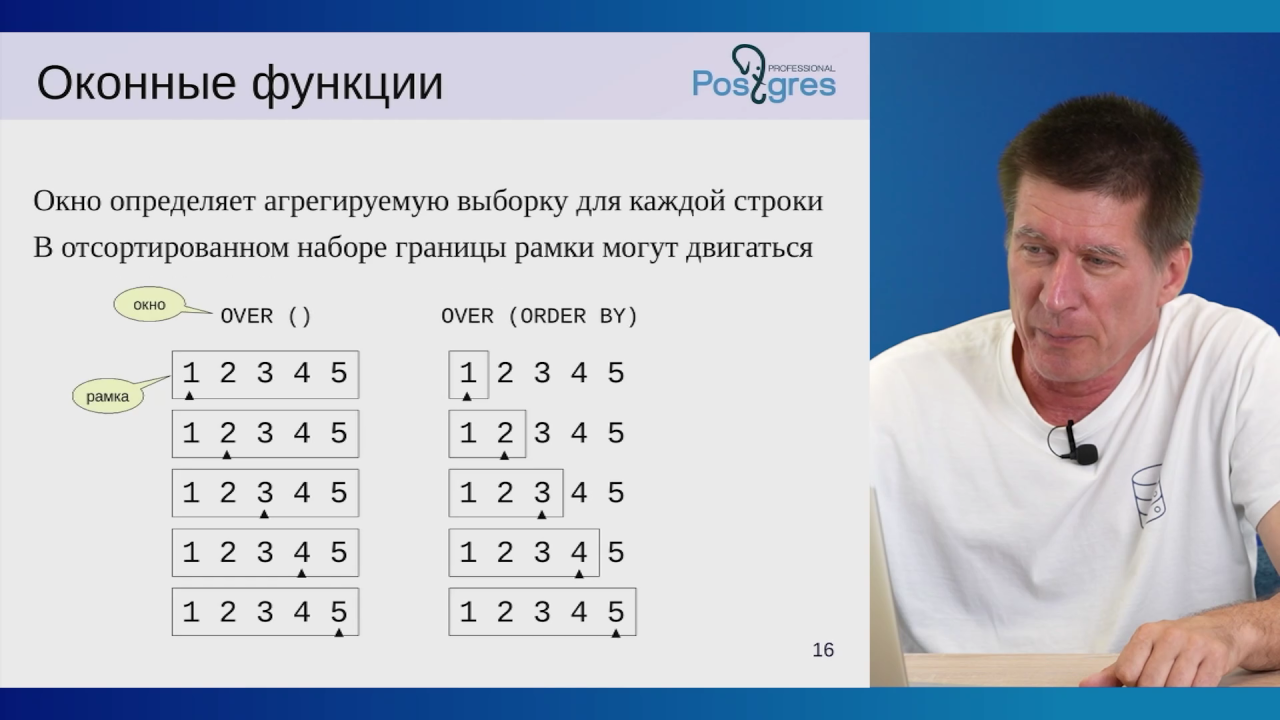 Оконные функции
PROFESSIONAL
Postgres
Окно определяет агрегируемую выборку для каждой строки
В отсортированном наборе границы рамки могут двигаться
окно
OVER ()
OVER (ORDER BY)
рамка
1 2 3 4 5
1 2 3 4 5
1 2 3 4 5
1 2 3 4 5
1 2 3 4 5
1 2 3 4 5
1 2 3 4 5
1 2 3 4 5
1 2 3 4 5
1 2 3 4 5
16